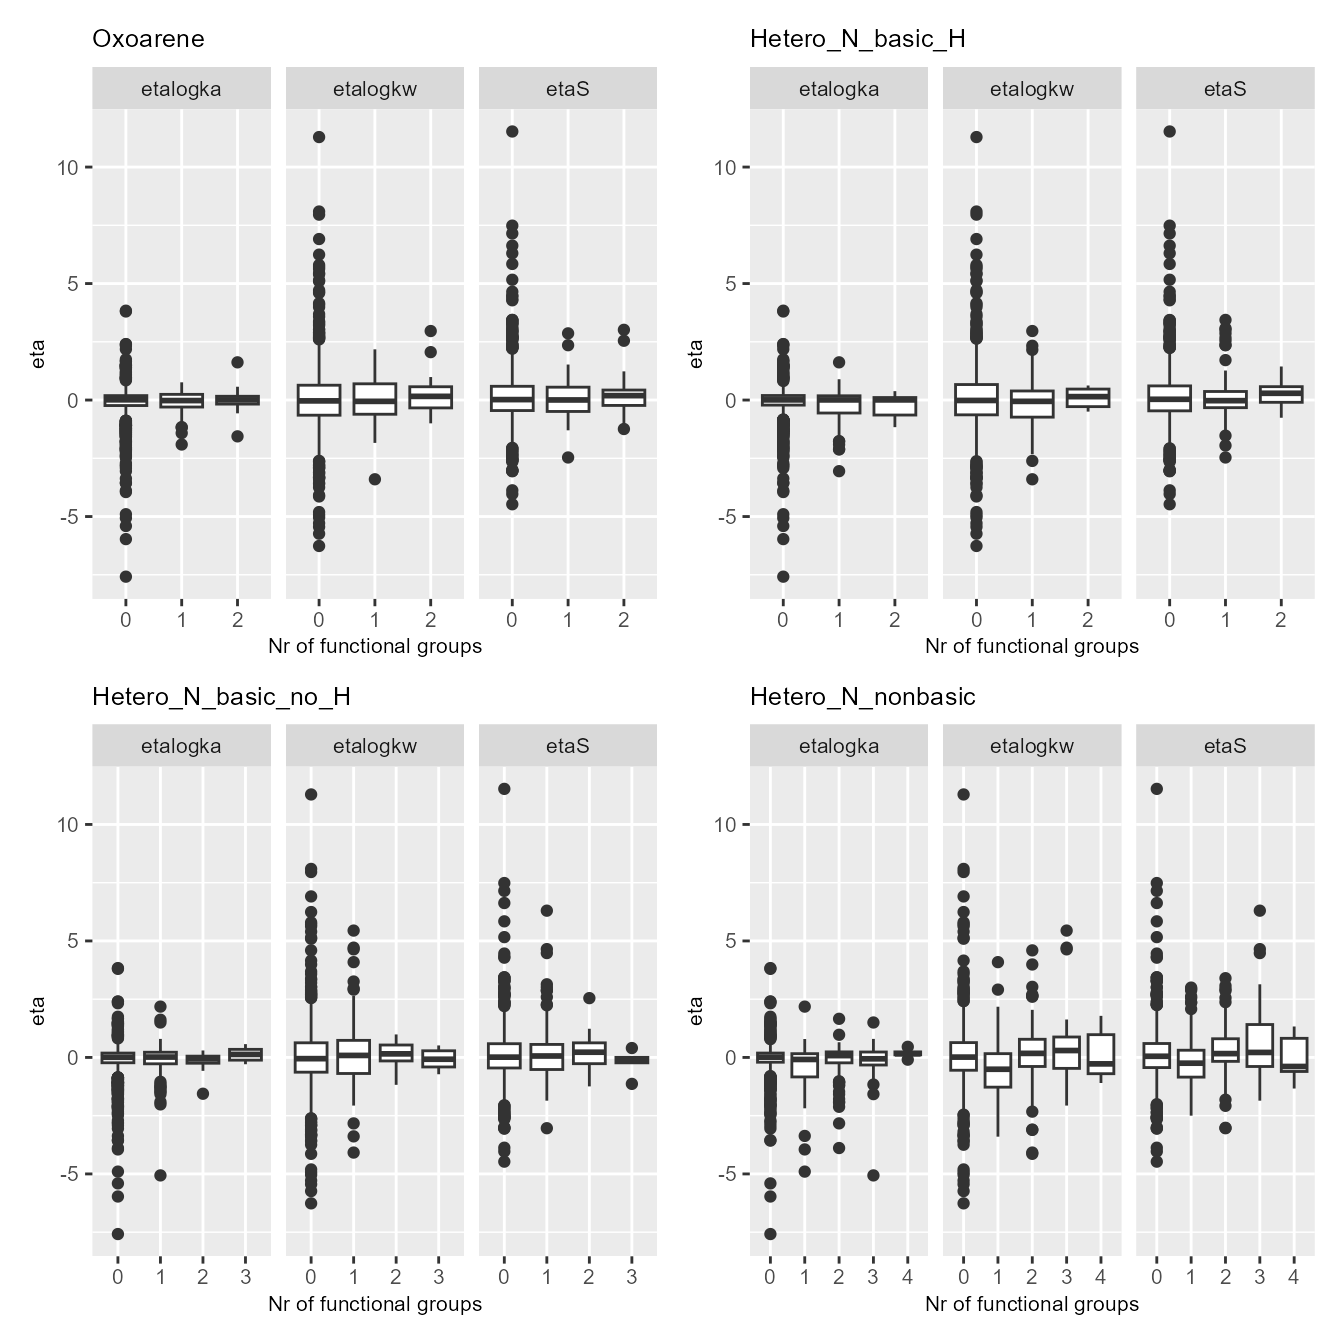 Oxoarene
etalogka etalogkw etaS
10
5
0
-5
eta
0 1 2 0 1 2 0 1 2
Nr of functional groups
Hetero_N_basic_H
etalogka etalogkw etaS
10
5
0
-5
eta
0 1 2 0 1 2 0 1 2
Nr of functional groups
Hetero_N_basic_no_H
etalogka etalogkw etaS
10
5
0
-5
eta
0 1 2 3 0 1 2 3 0 1 2 3
Nr of functional groups
Hetero_N_nonbasic
etalogka etalogkw etaS
10
5
0
-5
eta
0 1 2 3 4 0 1 2 3 4 0 1 2 3 4
Nr of functional groups